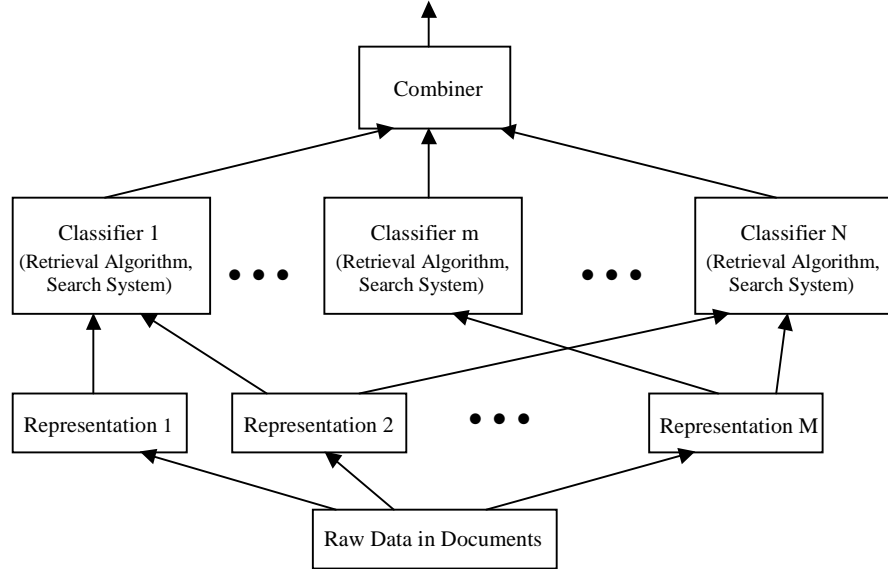 Combiner
Classifier 1
(Retrieval Algorithm,
Search System)
Classifier m
(Retrieval Algorithm,
Search System)
Classifier N
(Retrieval Algorithm,
Search System)
Representation 1
Representation 2
Representation M
Raw Data in Documents